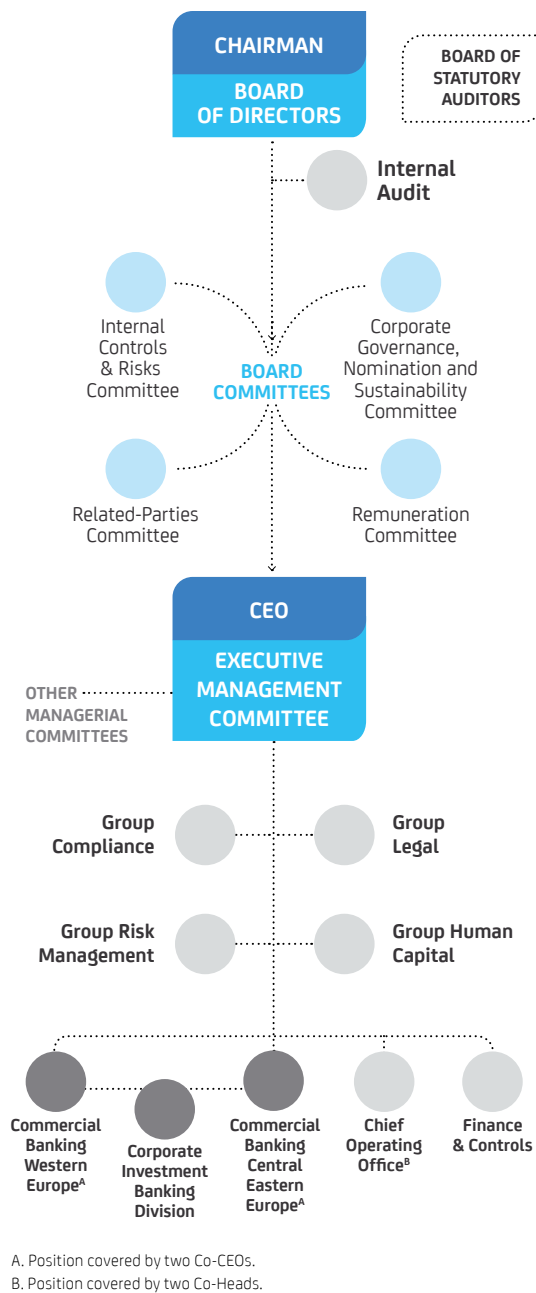 CHAIRMAN
BOARD
OF DIRECTORS
BOARD OF
STATUTORY
AUDITORS
Internal
Audit
Internal
Controls
& Risks
Committee
Corporate
Governance,
Nomination and
Sustainability
Committee
BOARD
COMMITTEES
Related-Parties
Committee
Remuneration
Committee
CEO
EXECUTIVE
MANAGEMENT
COMMITTEE
OTHER
MANAGERIAL
COMMITTEES
Group
Compliance
Group
Legal
Group Risk
Management
Group Human
Capital
Commercial
Banking
Western
Europeᴬ
Corporate
Investment
Banking
Division
Commercial
Banking
Central
Eastern
Europeᴬ
Chief
Operating
Officeᴮ
Finance
& Controls
A. Position covered by two Co-CEOs.
B. Position covered by two Co-Heads.